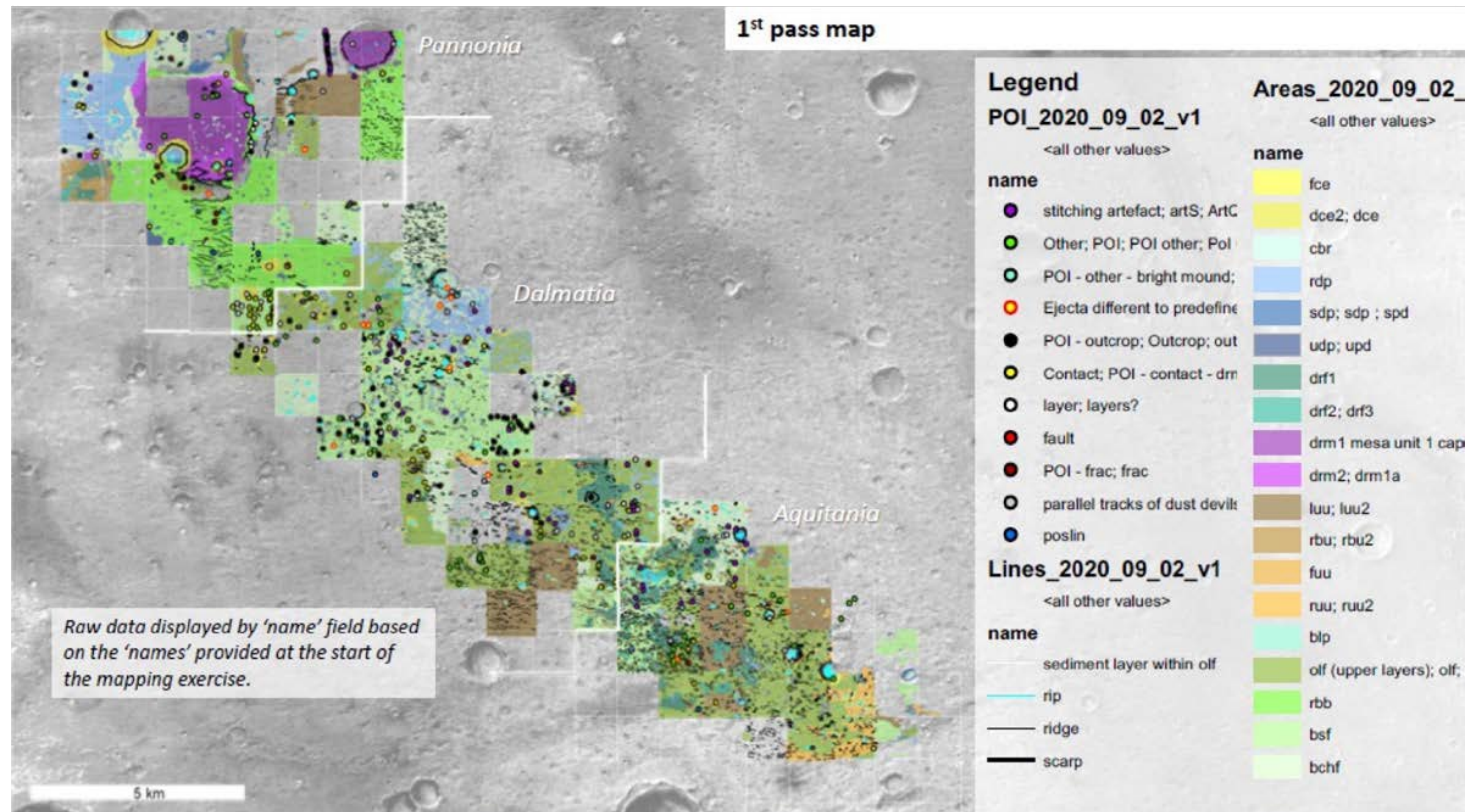 1st pass map
Pannonia
Dalmatia
Aquitania
Raw data displayed by ‘name’ field based
on the ‘names’ provided at the start of
the mapping exercise.
5 km
Legend
POI_2020_09_02_v1
<all other values>
name
stitching artefact; artS; ArtC
Other; POI; POI other; PoI
POI - other - bright mound;
Ejecta different to predefine
POI - outcrop; Outcrop; out
Contact; POI - contact - drn
layer; layers?
fault
POI - frac; frac
parallel tracks of dust devils
poslin
Lines_2020_09_02_v1
<all other values>
name
sediment layer within olf
rip
ridge
scarp
Areas_2020_09_02_
<all other values>
name
fce
dce2; dce
cbr
rdp
sdp; sdp ; spd
udp; upd
drf1
drf2; drf3
drm1 mesa unit 1 cap
drm2; drm1a
luu; luu2
rbu; rbu2
fuu
ruu; ruu2
blp
olf (upper layers); olf;
rbb
bsf
bchf